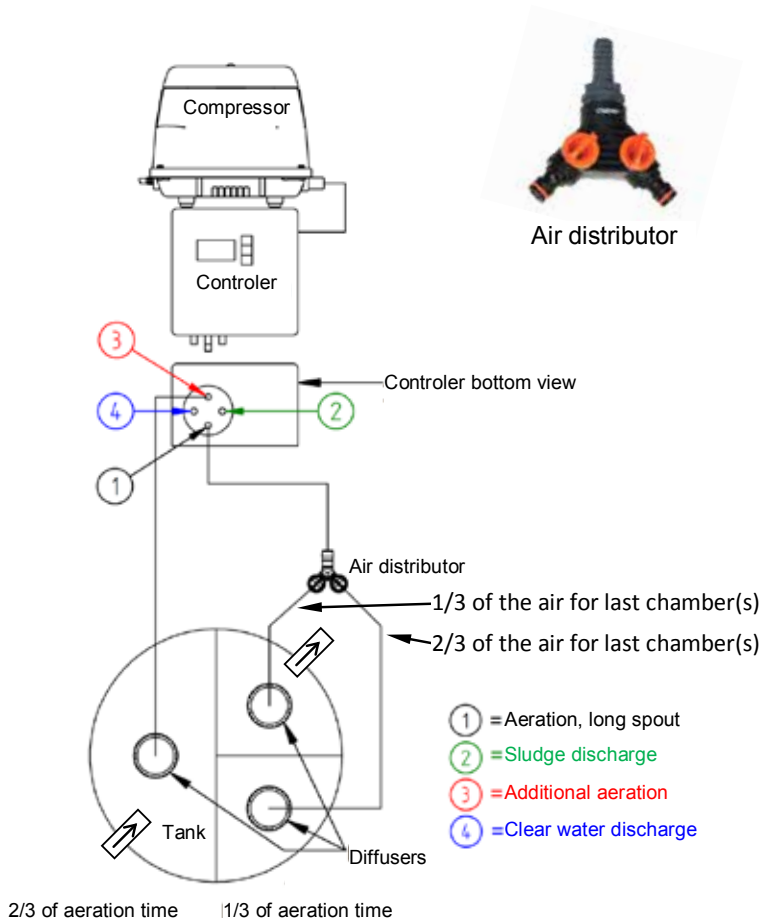 Compressor
Air distributor
Controler
3
Controler bottom view
4
2
1
Air distributor
1/3 of the air for last chamber(s)
2/3 of the air for last chamber(s)
1 =Aeration, long spout
2 =Sludge discharge
3 =Additional aeration
4 =Clear water discharge
Tank
Diffusers
2/3 of aeration time
1/3 of aeration time